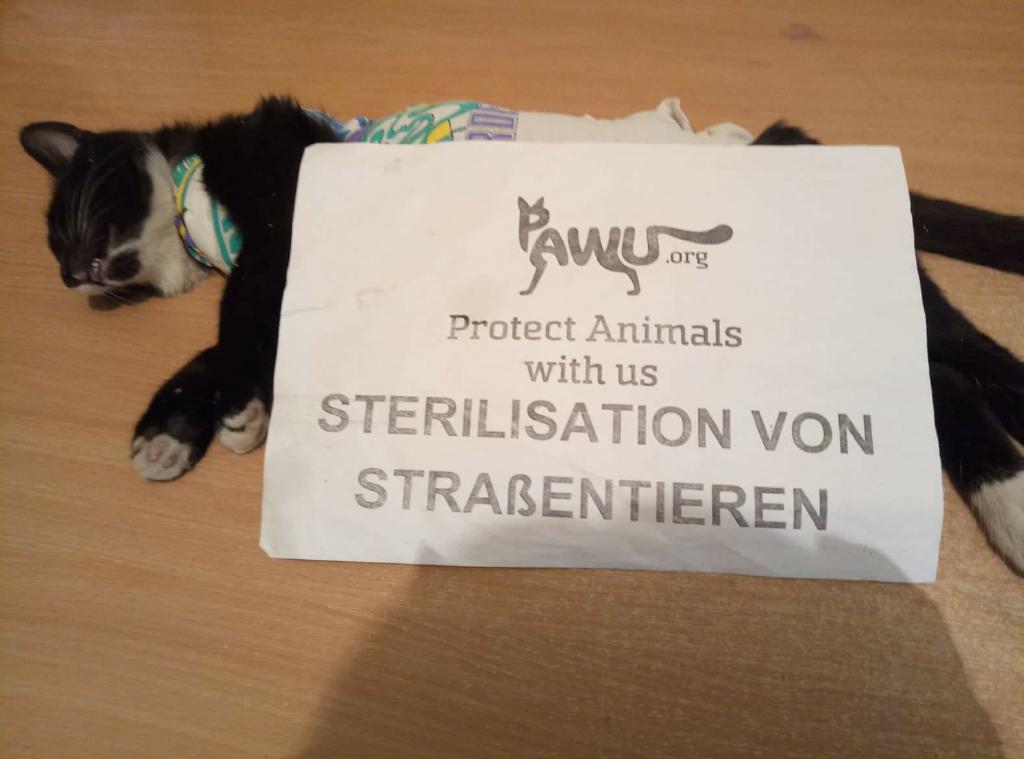 PAWU.org
Protect Animals
with us
STERILISATION VON
STRAßENTIEREN